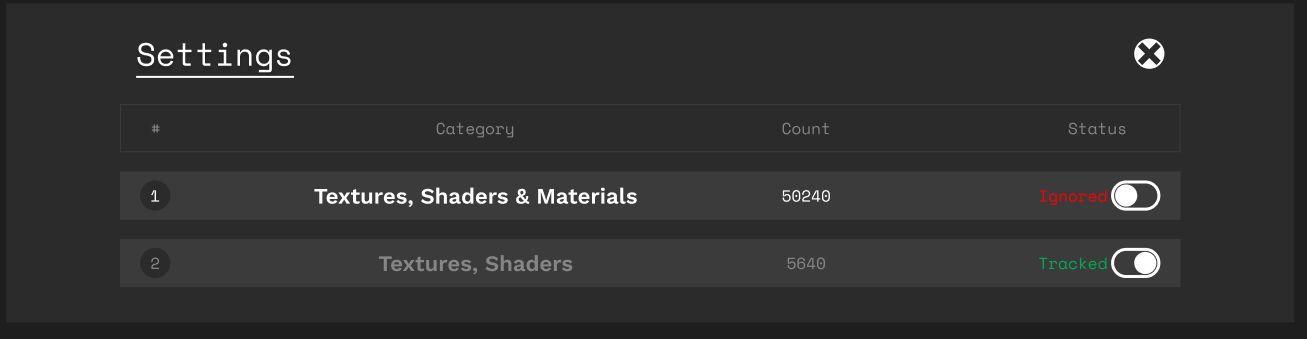 Settings
# Category Count Status
1 Textures, Shaders & Materials 50240 Ignored
2 Textures, Shaders 5640 Tracked